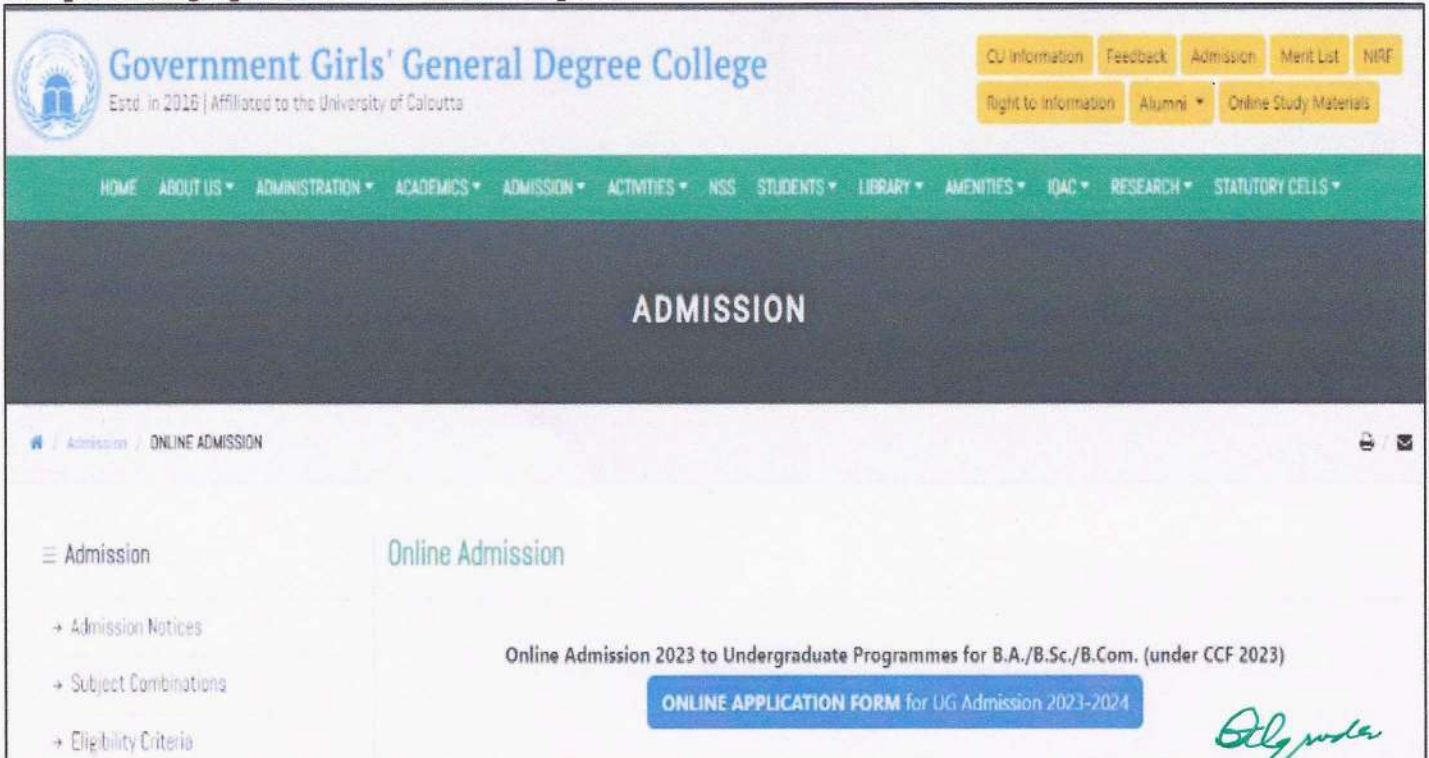 Government Girls' General Degree College
Estd. in 2016 | Affiliated to the University of Calcutta
CU Information Feedback Admission Merit List NIRF
Right to Information Alumni Online Study Materials
HOME ABOUT US ADMINISTRATION ACADEMICS ADMISSION ACTIVITIES NSS STUDENTS LIBRARY AMENITIES IQAC RESEARCH STATUTORY CELLS
ADMISSION
/ Admission / ONLINE ADMISSION
Admission
Admission Notices
Subject Combinations
Eligibility Criteria
Online Admission
Online Admission 2023 to Undergraduate Programmes for B.A./B.Sc./B.Com. (under CCF 2023)
ONLINE APPLICATION FORM for UG Admission 2023-2024